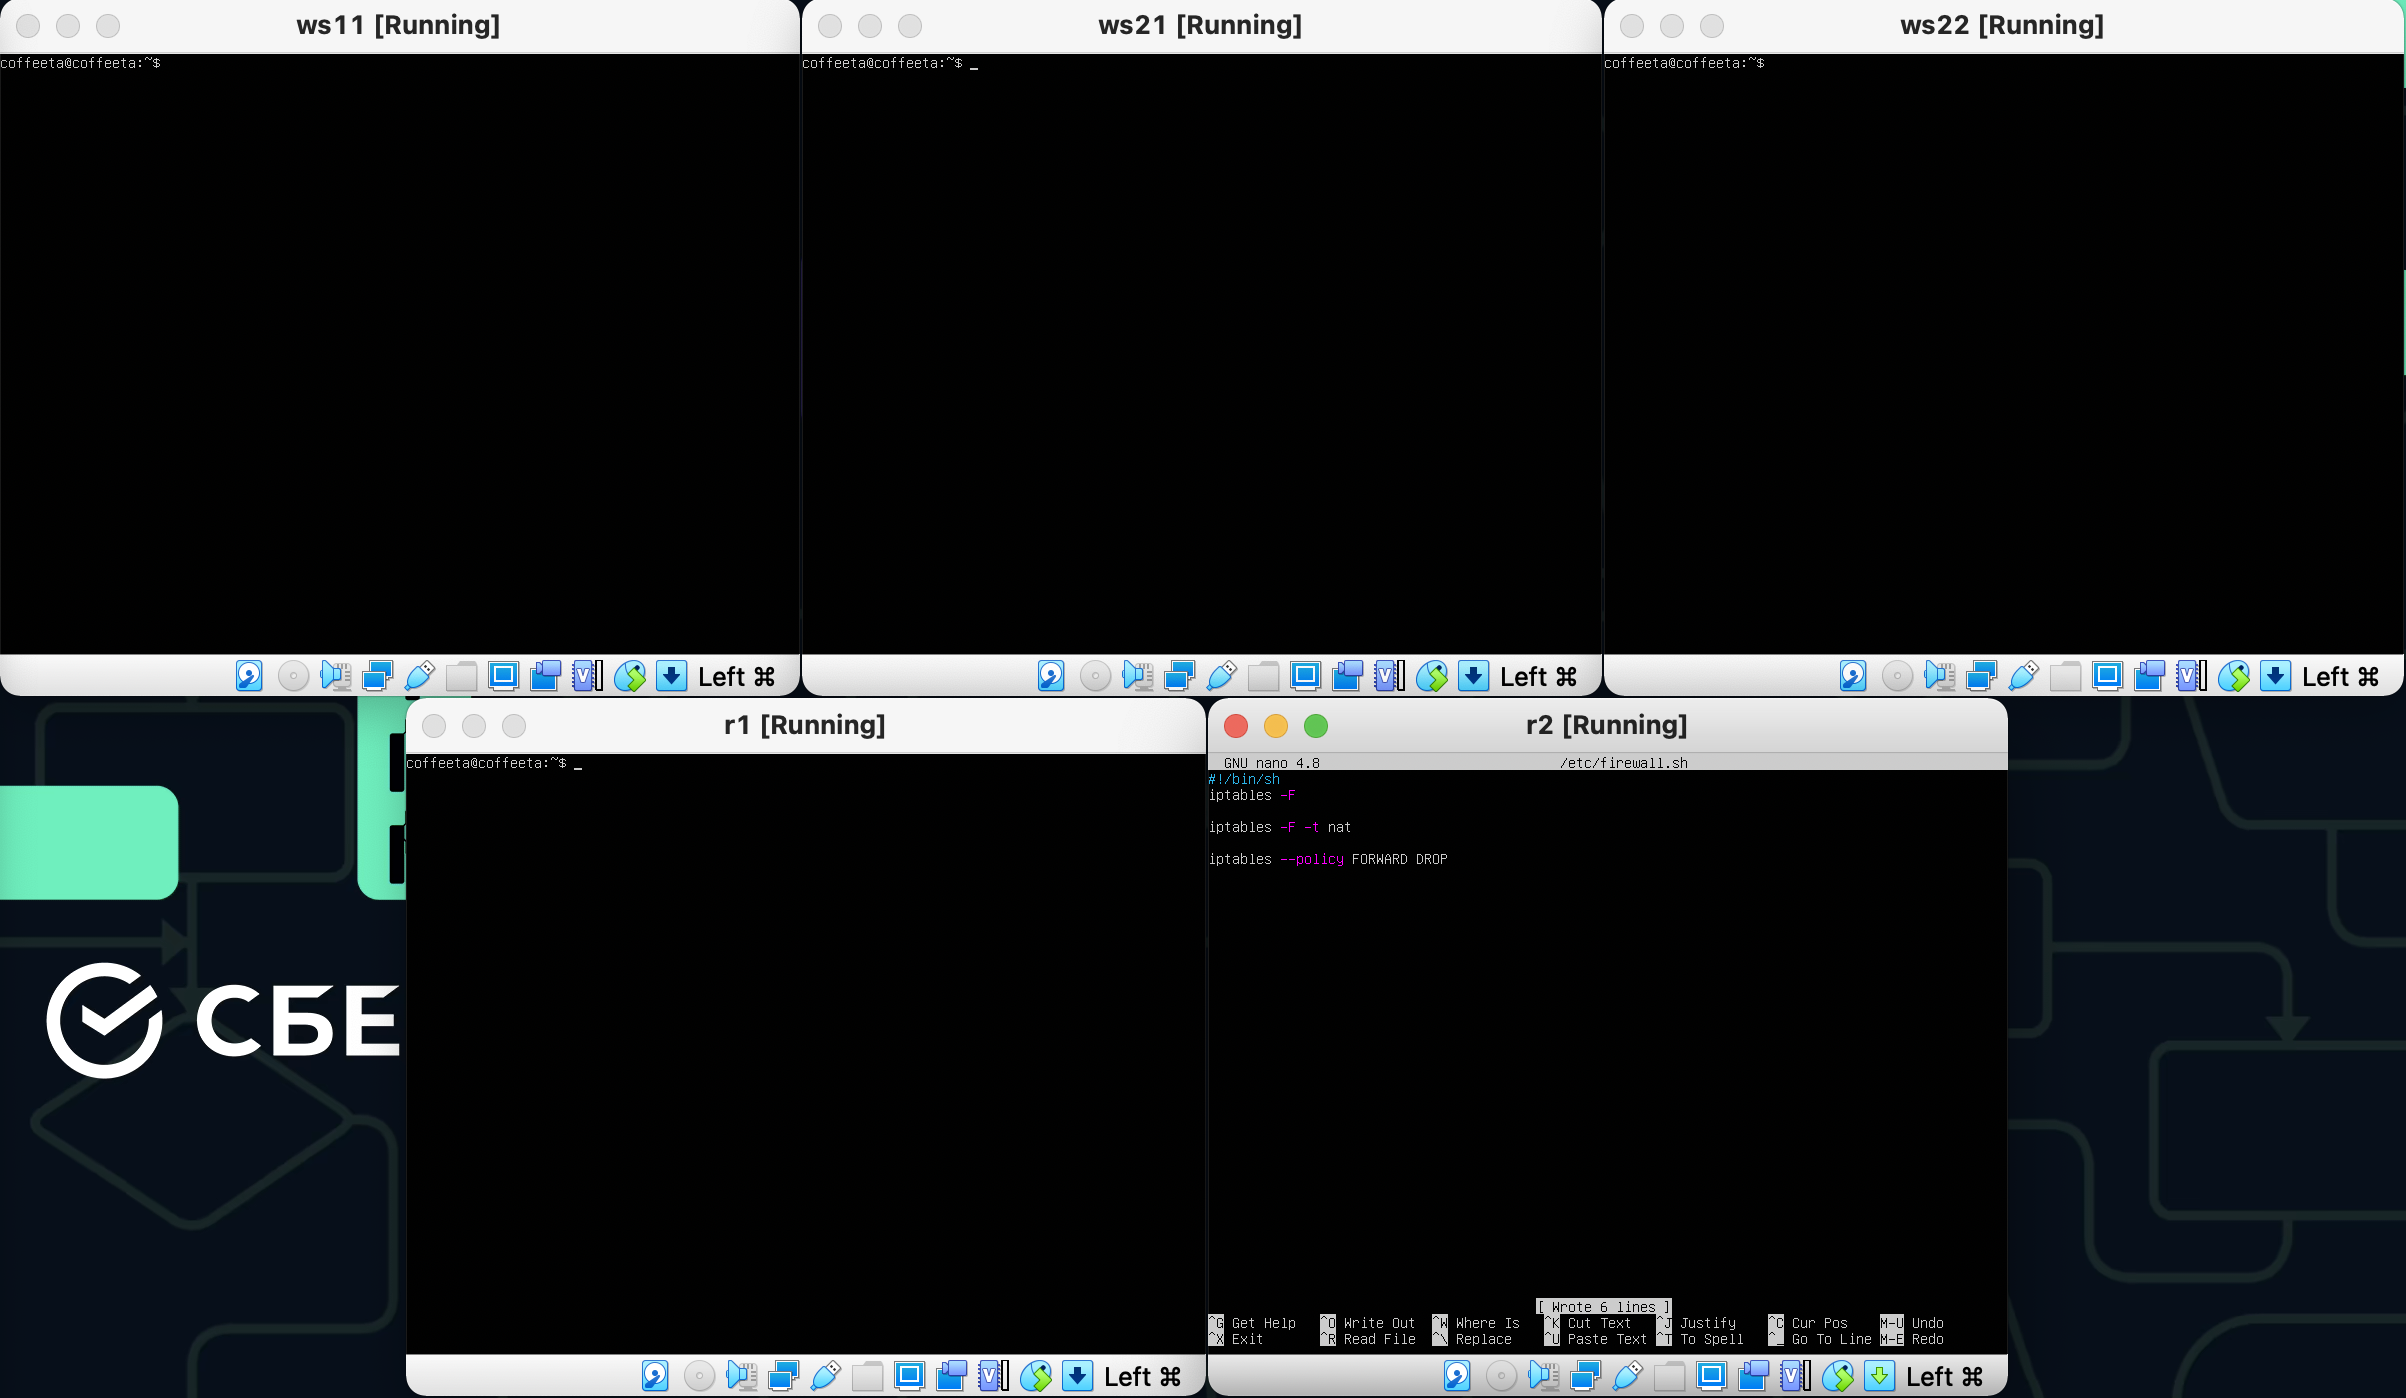 ws11 [Running]
coffeeta@coffeeta:~$
Left ⌘
ws21 [Running]
coffeeta@coffeeta:~$ _
Left ⌘
ws22 [Running]
coffeeta@coffeeta:~$
Left ⌘
СБЕ
r1 [Running]
coffeeta@coffeeta:~$ _
Left ⌘
r2 [Running]
GNU nano 4.8 /etc/firewall.sh
#!/bin/sh
iptables -F
iptables -F -t nat
iptables --policy FORWARD DROP
[ Wrote 6 lines ]
^G Get Help ^O Write Out ^W Where Is ^K Cut Text ^J Justify ^C Cur Pos M-U Undo
^X Exit ^R Read File ^\ Replace ^U Paste Text ^T To Spell ^_ Go To Line M-E Redo
Left ⌘